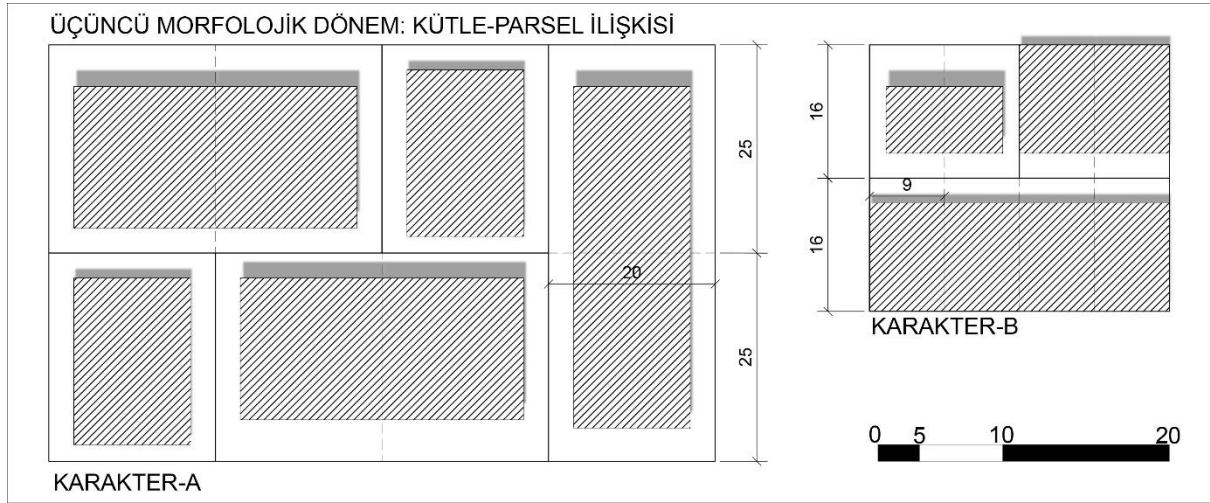 ÜÇÜNCÜ MORFOLOJİK DÖNEM: KÜTLE-PARSEL İLİŞKİSİ
25
20
25
KARAKTER-A
16
9
16
KARAKTER-B
0 5 10 20